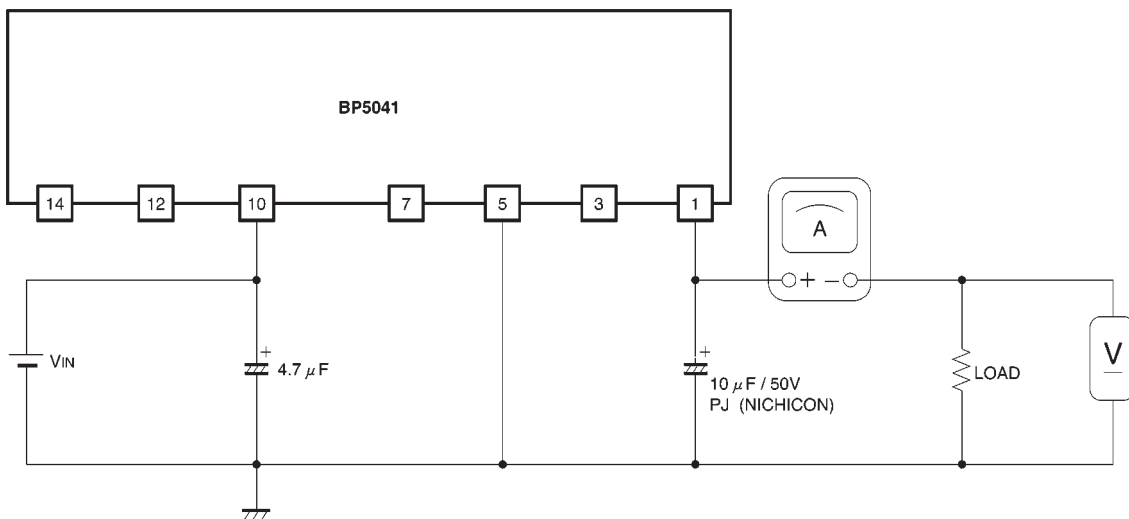 BP5041
14 12 10 7 5 3 1
A
+ −
VIN
+
4.7 µF
+
10 µF / 50V
PJ (NICHICON)
LOAD
V